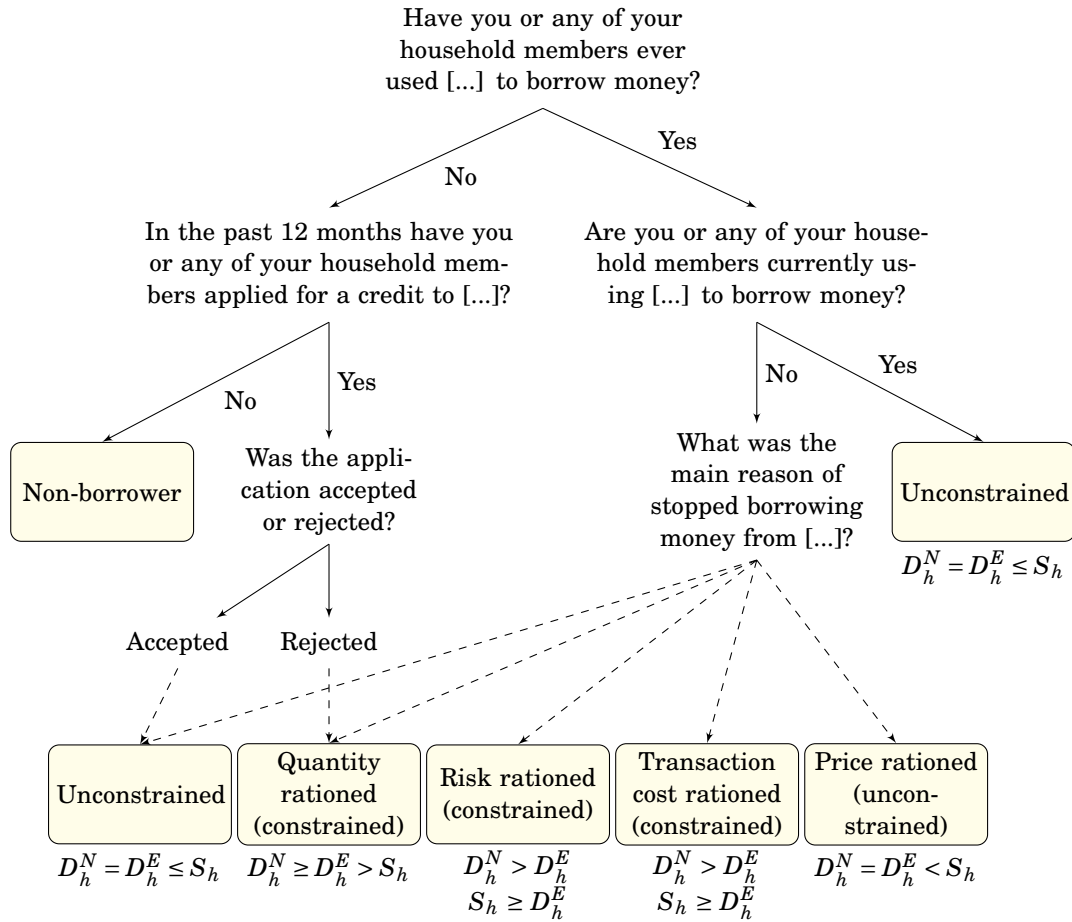 Have you or any of your
household members ever
used [...] to borrow money?
No
Yes
In the past 12 months have you
or any of your household mem-
bers applied for a credit to [...]?
Are you or any of your house-
hold members currently us-
ing [...] to borrow money?
No
Yes
No
Yes
Non-borrower
Was the appli-
cation accepted
or rejected?
What was the
main reason of
stopped borrowing
money from [...]?
Unconstrained
D_h^N = D_h^E ≤ S_h
Accepted
Rejected
Unconstrained
D_h^N = D_h^E ≤ S_h
Quantity
rationed
(constrained)
D_h^N ≥ D_h^E > S_h
Risk rationed
(constrained)
D_h^N > D_h^E
S_h ≥ D_h^E
Transaction
cost rationed
(constrained)
D_h^N > D_h^E
S_h ≥ D_h^E
Price rationed
(uncon-
strained)
D_h^N = D_h^E < S_h